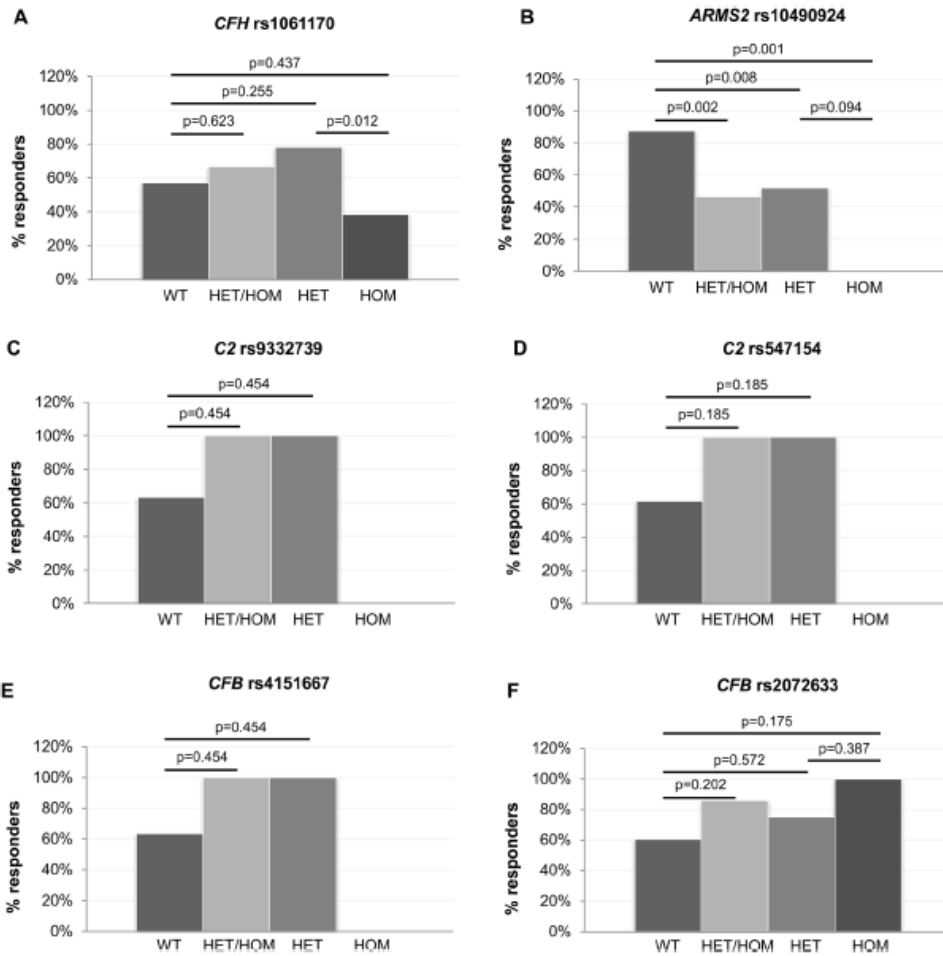 A
CFH rs1061170
p=0.437
p=0.255
p=0.623
p=0.012
% responders
120%
100%
80%
60%
40%
20%
0%
WT HET/HOM HET HOM
B
ARMS2 rs10490924
p=0.001
p=0.008
p=0.002
p=0.094
% responders
120%
100%
80%
60%
40%
20%
0%
WT HET/HOM HET HOM
C
C2 rs9332739
p=0.454
p=0.454
% responders
120%
100%
80%
60%
40%
20%
0%
WT HET/HOM HET HOM
D
C2 rs547154
p=0.185
p=0.185
% responders
120%
100%
80%
60%
40%
20%
0%
WT HET/HOM HET HOM
E
CFB rs4151667
p=0.454
p=0.454
% responders
120%
100%
80%
60%
40%
20%
0%
WT HET/HOM HET HOM
F
CFB rs2072633
p=0.175
p=0.387
p=0.572
p=0.202
% responders
120%
100%
80%
60%
40%
20%
0%
WT HET/HOM HET HOM